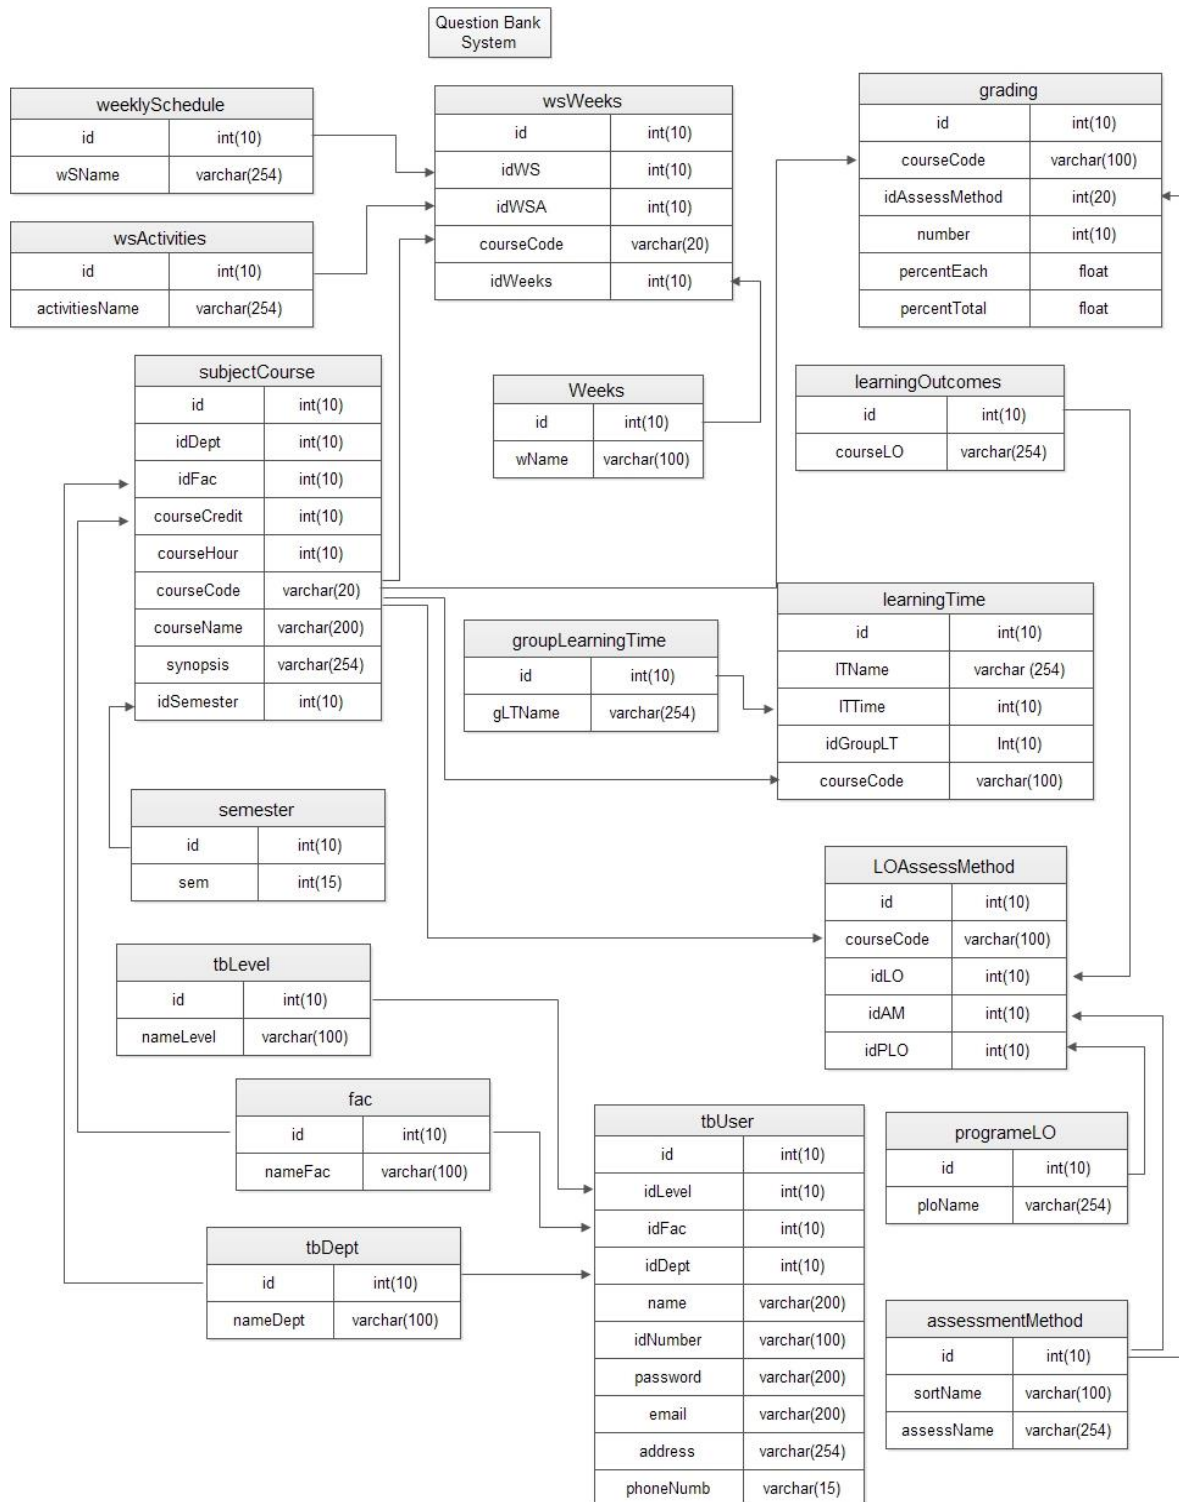 Question Bank
System
weeklySchedule
id int(10)
wSName varchar(254)
wsActivities
id int(10)
activitiesName varchar(254)
wsWeeks
id int(10)
idWS int(10)
idWSA int(10)
courseCode varchar(20)
idWeeks int(10)
grading
id int(10)
courseCode varchar(100)
idAssessMethod int(20)
number int(10)
percentEach float
percentTotal float
subjectCourse
id int(10)
idDept int(10)
idFac int(10)
courseCredit int(10)
courseHour int(10)
courseCode varchar(20)
courseName varchar(200)
synopsis varchar(254)
idSemester int(10)
Weeks
id int(10)
wName varchar(100)
learningOutcomes
id int(10)
courseLO varchar(254)
groupLearningTime
id int(10)
gLTName varchar(254)
learningTime
id int(10)
lTName varchar (254)
lTTime int(10)
idGroupLT Int(10)
courseCode varchar(100)
semester
id int(10)
sem int(15)
LOAssessMethod
id int(10)
courseCode varchar(100)
idLO int(10)
idAM int(10)
idPLO int(10)
tbLevel
id int(10)
nameLevel varchar(100)
fac
id int(10)
nameFac varchar(100)
tbDept
id int(10)
nameDept varchar(100)
tbUser
id int(10)
idLevel int(10)
idFac int(10)
idDept int(10)
name varchar(200)
idNumber varchar(100)
password varchar(200)
email varchar(200)
address varchar(254)
phoneNumb varchar(15)
programeLO
id int(10)
ploName varchar(254)
assessmentMethod
id int(10)
sortName varchar(100)
assessName varchar(254)